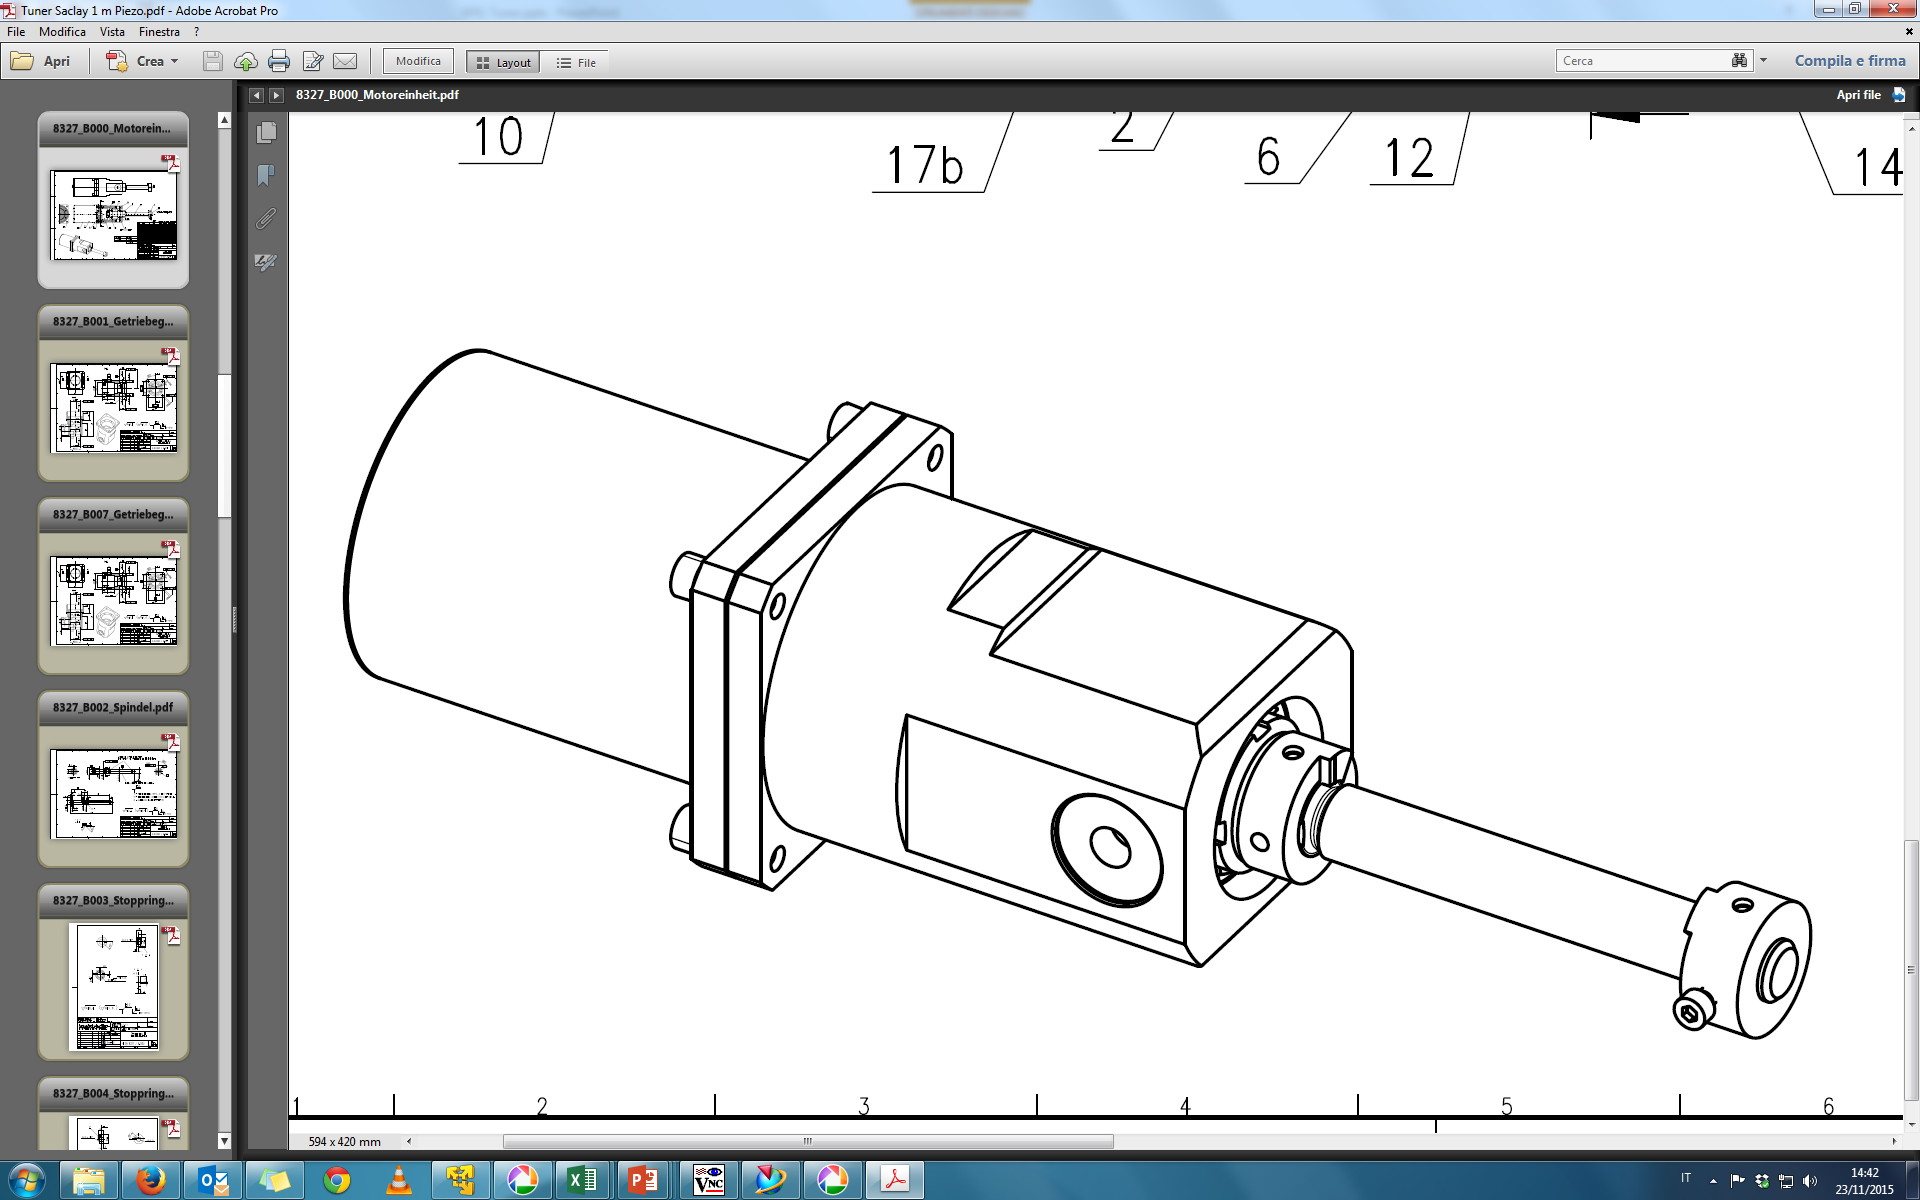 Tuner Saclay 1 m Piezo.pdf - Adobe Acrobat Pro
File Modifica Vista Finestra ?
Apri Crea Modifica Layout File Cerca Compila e firma
8327_B000_Motoreinheit.pdf Apri file
8327_B000_Motorein...
8327_B001_Getriebeg...
8327_B007_Getriebeg...
8327_B002_Spindel.pdf
8327_B003_Stoppring...
8327_B004_Stoppring...
10 17b 2 6 12 14
1 2 3 4 5 6
594 x 420 mm
IT 14:42
23/11/2015
VNC